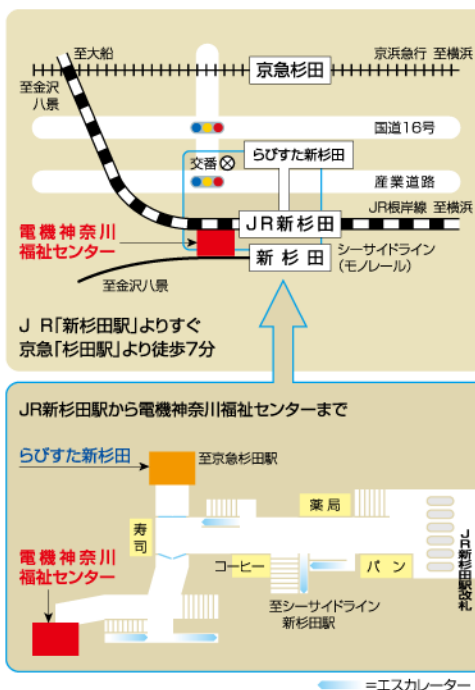 至大船
京浜急行 至横浜
京急杉田
至金沢
八景
国道16号
交番
らびすた新杉田
産業道路
JR根岸線 至横浜
電機神奈川
福祉センター
JR新杉田
新杉田
シーサイドライン
(モノレール)
至金沢八景
JR「新杉田駅」よりすぐ
京急「杉田駅」より徒歩7分
JR新杉田駅から電機神奈川福祉センターまで
らびすた新杉田
至京急杉田駅
薬局
寿司
電機神奈川
福祉センター
コーヒー
パン
JR新杉田駅改札
至シーサイドライン
新杉田駅
=エスカレーター